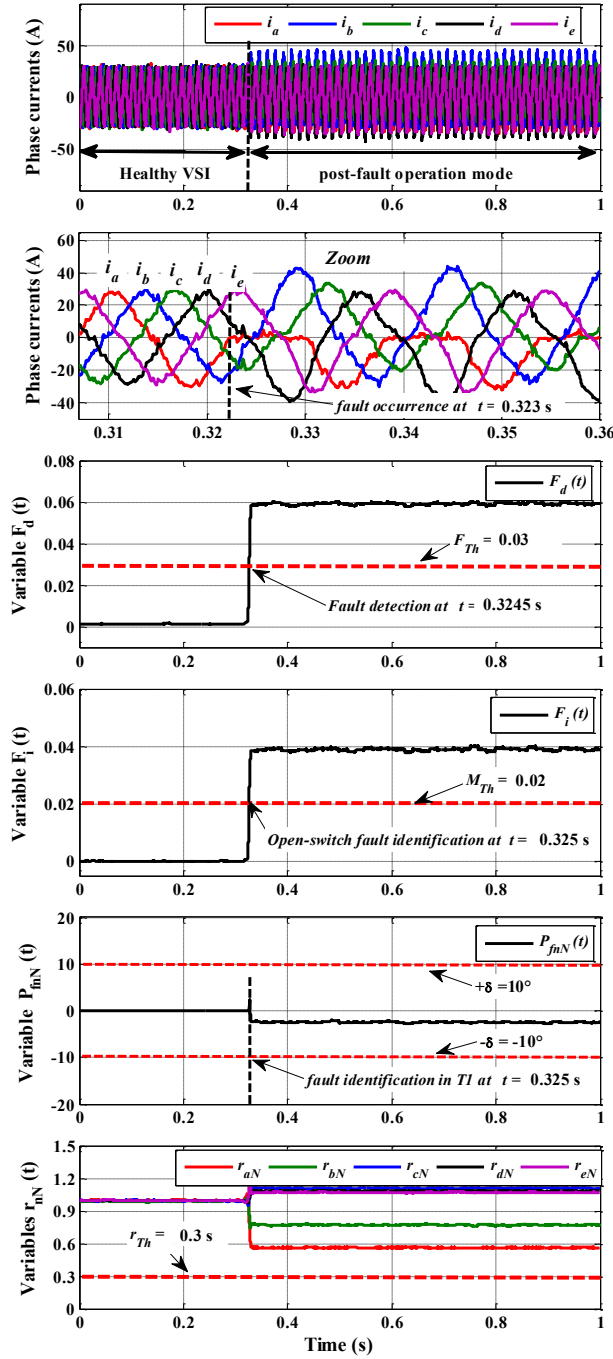 i_a i_b i_c i_d i_e
Phase currents (A)
50
0
-50
Healthy VSI
post-fault operation mode
0 0.2 0.4 0.6 0.8 1
Phase currents (A)
60
40
20
0
-20
-40
i_a i_b i_c i_d i_e
Zoom
fault occurrence at t = 0.323 s
0.31 0.32 0.33 0.34 0.35 0.36
Variable F_d (t)
0.08
0.06
0.04
0.02
0
F_d (t)
F_Th = 0.03
Fault detection at t = 0.3245 s
0 0.2 0.4 0.6 0.8 1
Variable F_i (t)
0.06
0.04
0.02
0
F_i (t)
M_Th = 0.02
Open-switch fault identification at t = 0.325 s
0 0.2 0.4 0.6 0.8 1
Variable P_fnN (t)
20
10
0
-10
-20
P_fnN (t)
+δ = 10°
-δ = -10°
fault identification in T1 at t = 0.325 s
0 0.2 0.4 0.6 0.8 1
Variables r_nN (t)
1.5
1.2
0.9
0.6
0.3
0
r_aN r_bN r_cN r_dN r_eN
r_Th = 0.3 s
0 0.2 0.4 0.6 0.8 1
Time (s)